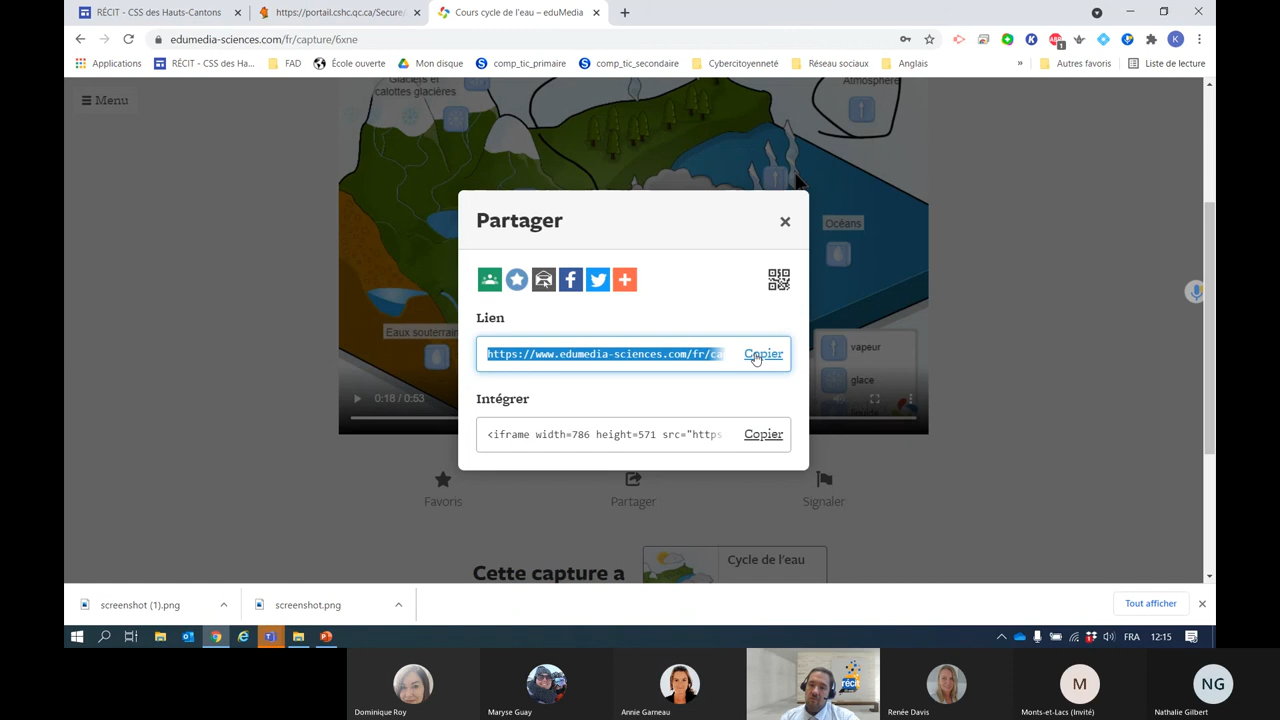 RÉCIT - CSS des Hauts-Cantons
https://portail.cshc.qc.ca/Secure/
Cours cycle de l'eau – eduMedia
edumedia-sciences.com/fr/capture/6xne
Applications
RÉCIT - CSS des Ha...
FAD
École ouverte
Mon disque
comp_tic_primaire
comp_tic_secondaire
Cybercitoyenneté
Réseau sociaux
Anglais
»
Autres favoris
Liste de lecture
Menu
Glaciers et
calottes glacières
Atmosphère
Partager
Océans
Lien
https://www.edumedia-sciences.com/fr/ca
Copier
Eaux souterrain
vapeur
glace
0:18 / 0:53
Intégrer
<iframe width=786 height=571 src="https
Copier
Favoris
Partager
Signaler
Cette capture a
Cycle de l'eau
screenshot (1).png
screenshot.png
Tout afficher
FRA
12:15
récit
M
NG
Dominique Roy
Maryse Guay
Annie Garneau
Renée Davis
Monts-et-Lacs (Invité)
Nathalie Gilbert